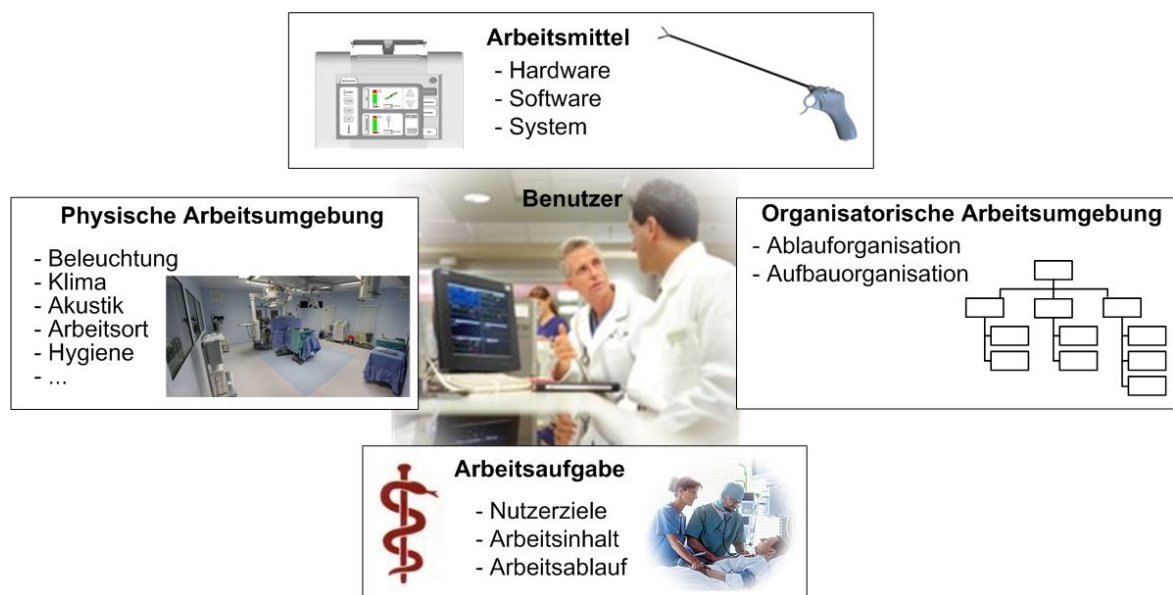 Arbeitsmittel
- Hardware
- Software
- System
Benutzer
Physische Arbeitsumgebung
- Beleuchtung
- Klima
- Akustik
- Arbeitsort
- Hygiene
- ...
Organisatorische Arbeitsumgebung
- Ablauforganisation
- Aufbauorganisation
Arbeitsaufgabe
- Nutzerziele
- Arbeitsinhalt
- Arbeitsablauf